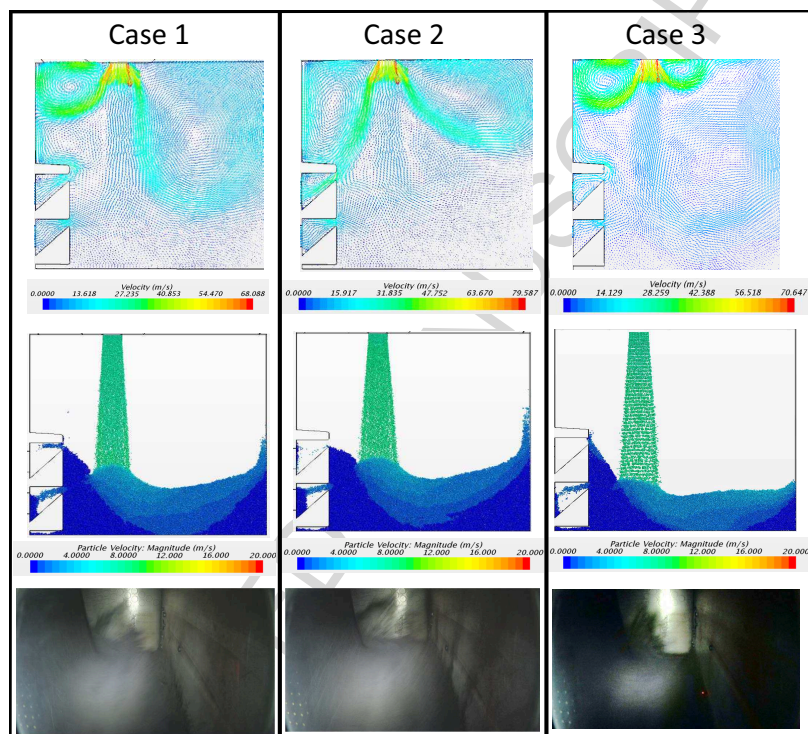 Case 1
Case 2
Case 3
Velocity (m/s)
0.0000 13.618 27.235 40.853 54.470 68.088
Velocity (m/s)
0.0000 15.917 31.835 47.752 63.670 79.587
Velocity (m/s)
0.0000 14.129 28.259 42.388 56.518 70.647
Particle Velocity: Magnitude (m/s)
0.0000 4.0000 8.0000 12.000 16.000 20.000
Particle Velocity: Magnitude (m/s)
0.0000 4.0000 8.0000 12.000 16.000 20.000
Particle Velocity: Magnitude (m/s)
0.0000 4.0000 8.0000 12.000 16.000 20.000